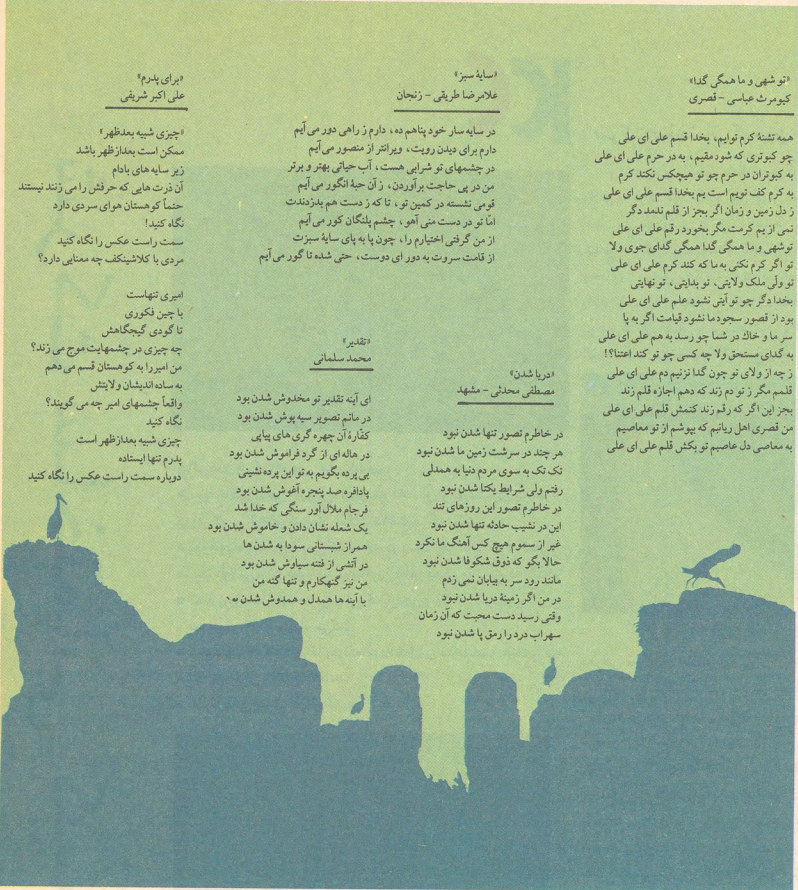 «تو شهی و ما همگی گدا»
کیومرث عباسی – قصری
همه تشنهٔ کرم توایم، بخدا قسم علی ای علی
چو کبوتری که شود مقیم، به در حرم علی ای علی
به کبوتران در حرم چو تو هیچکس نکند کرم
به کرم کف تویم است یم بخدا قسم علی ای علی
ز دل زمین و زمان اگر بجز از قلم ندمد دگر
نمی از یم کرمت مگر بخورد رقم علی ای علی
توشهی و ما همگی گدا همگی گدای جوی ولا
تو اگر کرم نکنی به ما که کند کرم علی ای علی
تو ولّی ملک ولایتی، تو بدایتی، تو نهایتی
بخدا دگر چو تو آیتی نشود علم علی ای علی
بود از قصور سجود ما نشود قیامت اگر به پا
سر ما و خاك در شما چو رسد به هم علی ای علی
به گدای مستحق ولا چه کسی چو تو کند اعتنا؟!
ز چه از ولای تو چون گدا نزنیم دم علی ای علی
قلمم مگر ز تو دم زند که دهم اجازه قلم زند
بجز این اگر که رقم زند کنمش قلم علی ای علی
من قصری اهل ریانیم که بپوشم از تو معاصیم
به معاصی دل عاصیم تو بکش قلم علی ای علی
«سایهٔ سبز»
غلامرضا طریقی – زنجان
در سایه سار خود پناهم ده، دارم ز راهی دور می آیم
دارم برای دیدن رویت، ویرانتر از منصور می آیم
در چشمهای تو شرابی هست، آب حیاتی بهتر و برتر
من در پی حاجت برآوردن، ز آن حبهٔ انگور می آیم
قومی نشسته در کمین تو، تا که ز دست هم بدزدندت
امّا تو در دست منی آهو، چشم پلنگان کور می آیم
از من گرفتی اختیارم را، چون پا به پای سایهٔ سبزت
از قامت سروت به دور ای دوست، حتی شده تا گور می آیم
«دریا شدن»
مصطفی محدثی – مشهد
در خاطرم تصور تنها شدن نبود
هر چند در سرشت زمین ما شدن نبود
تک تک به سوی مردم دنیا به همدلی
رفتم ولی شرایط یکتا شدن نبود
در خاطرم تصور این روزهای تند
این در نشیب حادثه تنها شدن نبود
غیر از سموم هیچ کس آهنگ ما نکرد
حالا بگو که ذوق شکوفا شدن نبود
مانند رود سر به بیابان نمی زدم
در من اگر زمینهٔ دریا شدن نبود
وقتی رسید دست محبت که آن زمان
سهراب درد را رمق پا شدن نبود
«تقدیر»
محمد سلمانی
ای آینه تقدیر تو مخدوش شدن بود
در ماتم تصویر سیه پوش شدن بود
کفّارهٔ آن چهره گری های پیاپی
در هاله ای از گرد فراموش شدن بود
بی پرده بگویم به تو این پرده نشینی
پادافره صد پنجره آغوش شدن بود
فرجام ملال آور سنگی که خدا شد
یک شعله نشان دادن و خاموش شدن بود
همراز شبستانی سودا به شدن ها
در آتشی از فتنه سیاوش شدن بود
من نیز گنهکارم و تنها گنه من
با آینه ها همدل و همدوش شدن
«برای پدرم»
علی اکبر شریفی
«چیزی شبیه بعدظهر»
ممکن است بعدازظهر باشد
زیر سایه های بادام
آن ذرت هایی که حرفش را می زنند نیستند
حتماً کوهستان هوای سردی دارد
نگاه کنید!
سمت راست عکس را نگاه کنید
مردی با کلاشینکف چه معنایی دارد؟
امیری تنهاست
با چین فکوری
تا گودی گیجگاهش
چه چیزی در چشمهایت موج می زند؟
من امیر را به کوهستان قسم می دهم
به ساده اندیشان ولایتش
واقعاً چشمهای امیر چه می گویند؟
نگاه کنید
چیزی شبیه بعدازظهر است
پدرم تنها ایستاده
دوباره سمت راست عکس را نگاه کنید